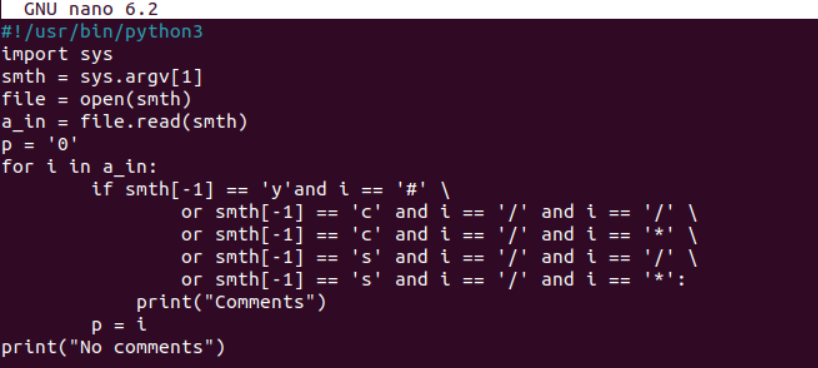 GNU nano 6.2
#!/usr/bin/python3
import sys
smth = sys.argv[1]
file = open(smth)
a_in = file.read(smth)
p = '0'
for i in a_in:
        if smth[-1] == 'y'and i == '#' \
                or smth[-1] == 'c' and i == '/' and i == '/' \
                or smth[-1] == 'c' and i == '/' and i == '*' \
                or smth[-1] == 's' and i == '/' and i == '/' \
                or smth[-1] == 's' and i == '/' and i == '*':
            print("Comments")
        p = i
print("No comments")